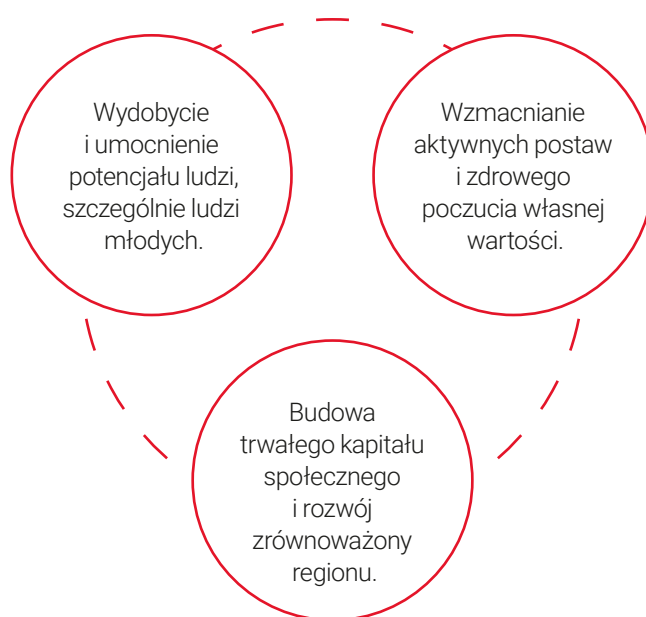 Wydobycie
i umocnienie
potencjału ludzi,
szczególnie ludzi
młodych.
Wzmacnianie
aktywnych postaw
i zdrowego
poczucia własnej
wartości.
Budowa
trwałego kapitału
społecznego
i rozwój
zrównoważony
regionu.